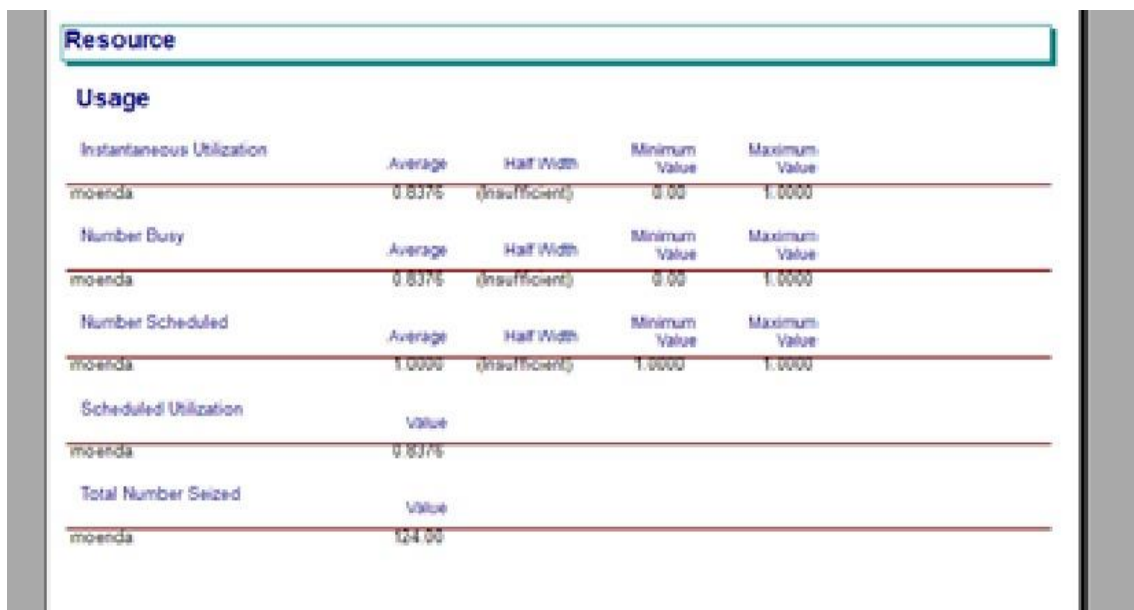 Resource
Usage
Instantaneous Utilization Average Half Width Minimum Value Maximum Value
moenda 0.8376 (Insufficient) 0.00 1.0000
Number Busy Average Half Width Minimum Value Maximum Value
moenda 0.8376 (Insufficient) 0.00 1.0000
Number Scheduled Average Half Width Minimum Value Maximum Value
moenda 1.0000 (Insufficient) 1.0000 1.0000
Scheduled Utilization Value
moenda 0.8376
Total Number Seized Value
moenda 124.00